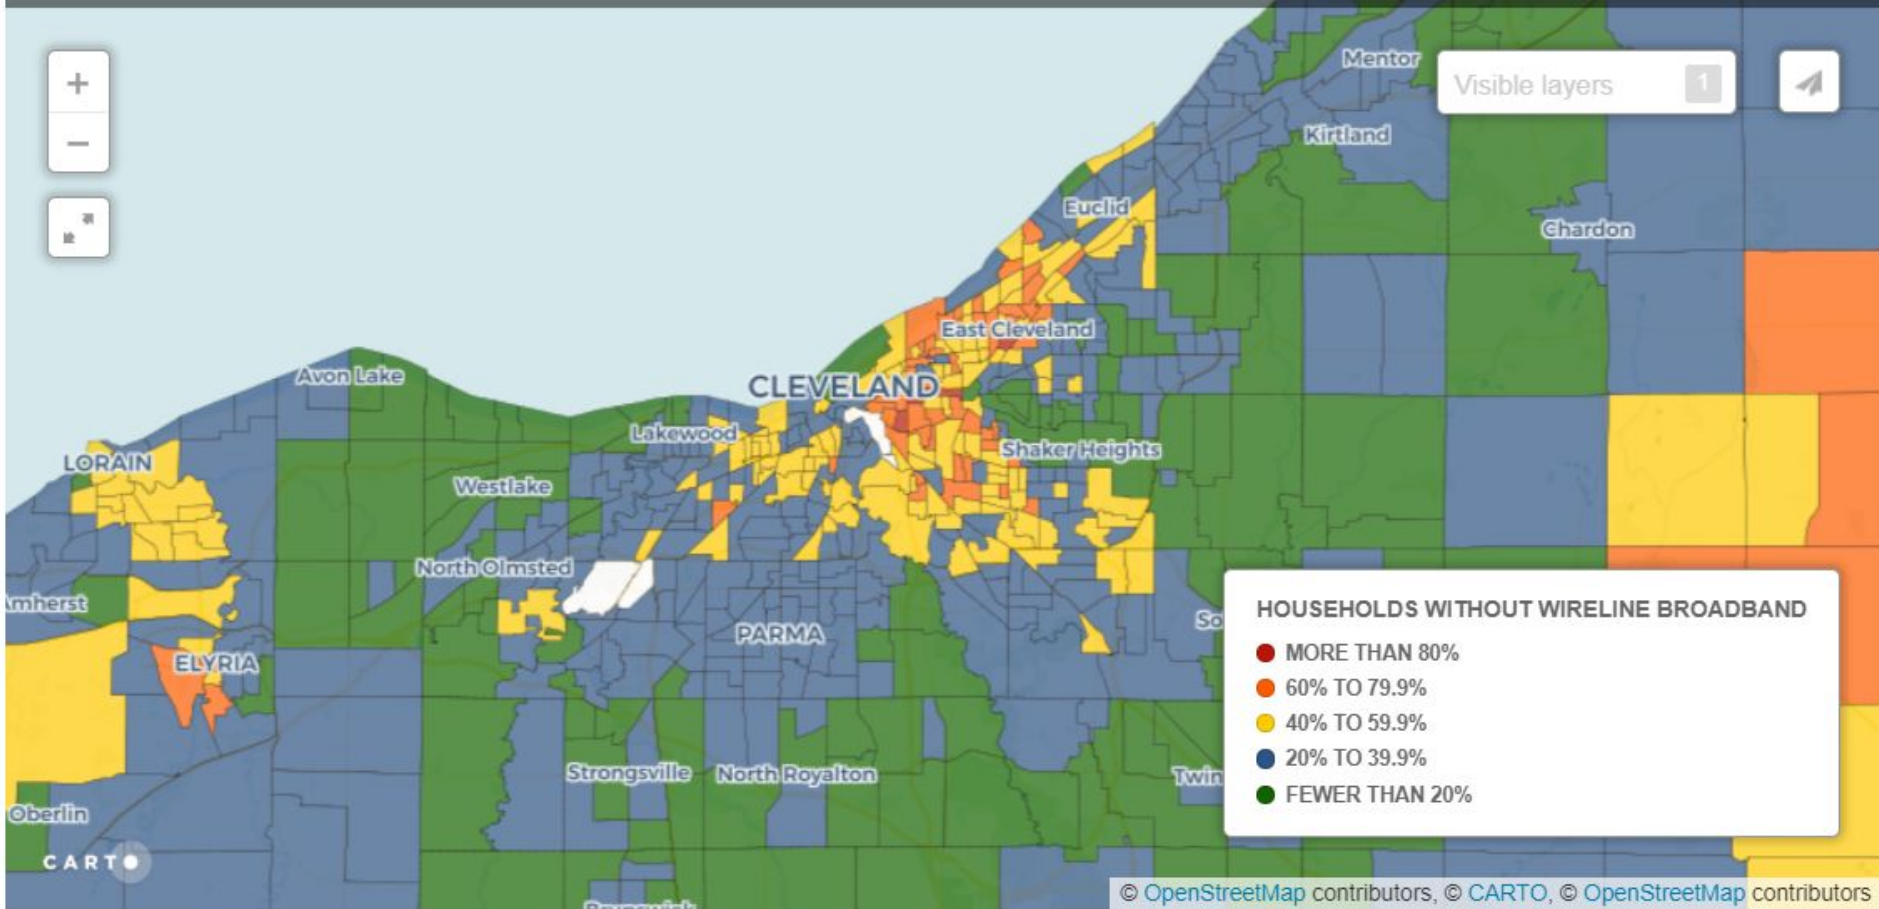 +
−
Visible layers 1
Mentor
Kirtland
Euclid
Chardon
East Cleveland
Avon Lake
CLEVELAND
Lakewood
Shaker Heights
LORAIN
Westlake
North Olmsted
Amherst
PARMA
So
ELYRIA
Strongsville
North Royalton
Twin
Oberlin
HOUSEHOLDS WITHOUT WIRELINE BROADBAND
MORE THAN 80%
60% TO 79.9%
40% TO 59.9%
20% TO 39.9%
FEWER THAN 20%
CARTO
Brunswick
© OpenStreetMap contributors, © CARTO, © OpenStreetMap contributors